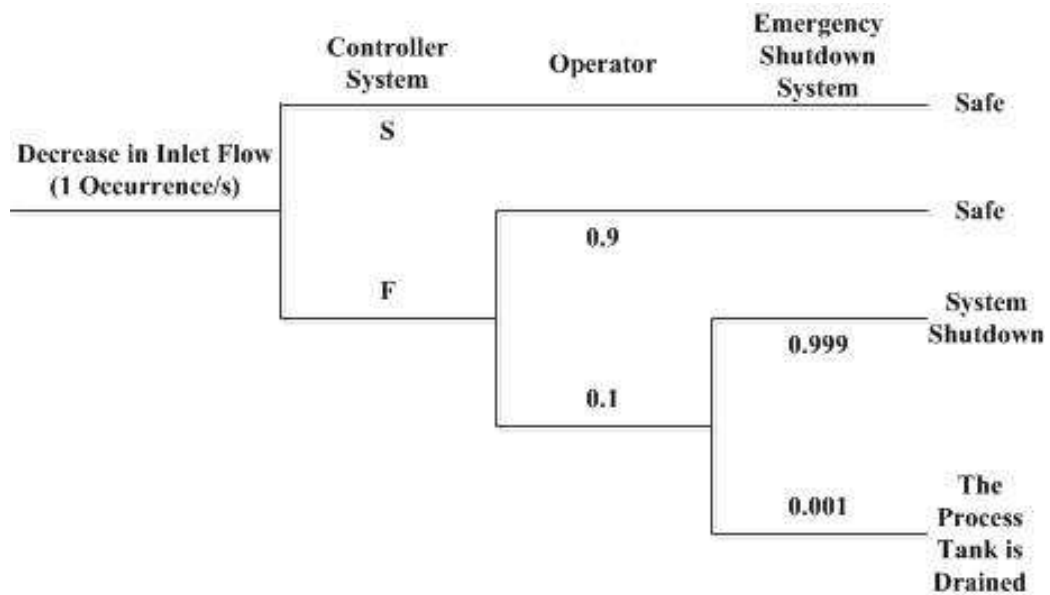 Controller
System
Operator
Emergency
Shutdown
System
Safe
S
Decrease in Inlet Flow
(1 Occurrence/s)
Safe
0.9
F
System
Shutdown
0.999
0.1
0.001
The
Process
Tank is
Drained